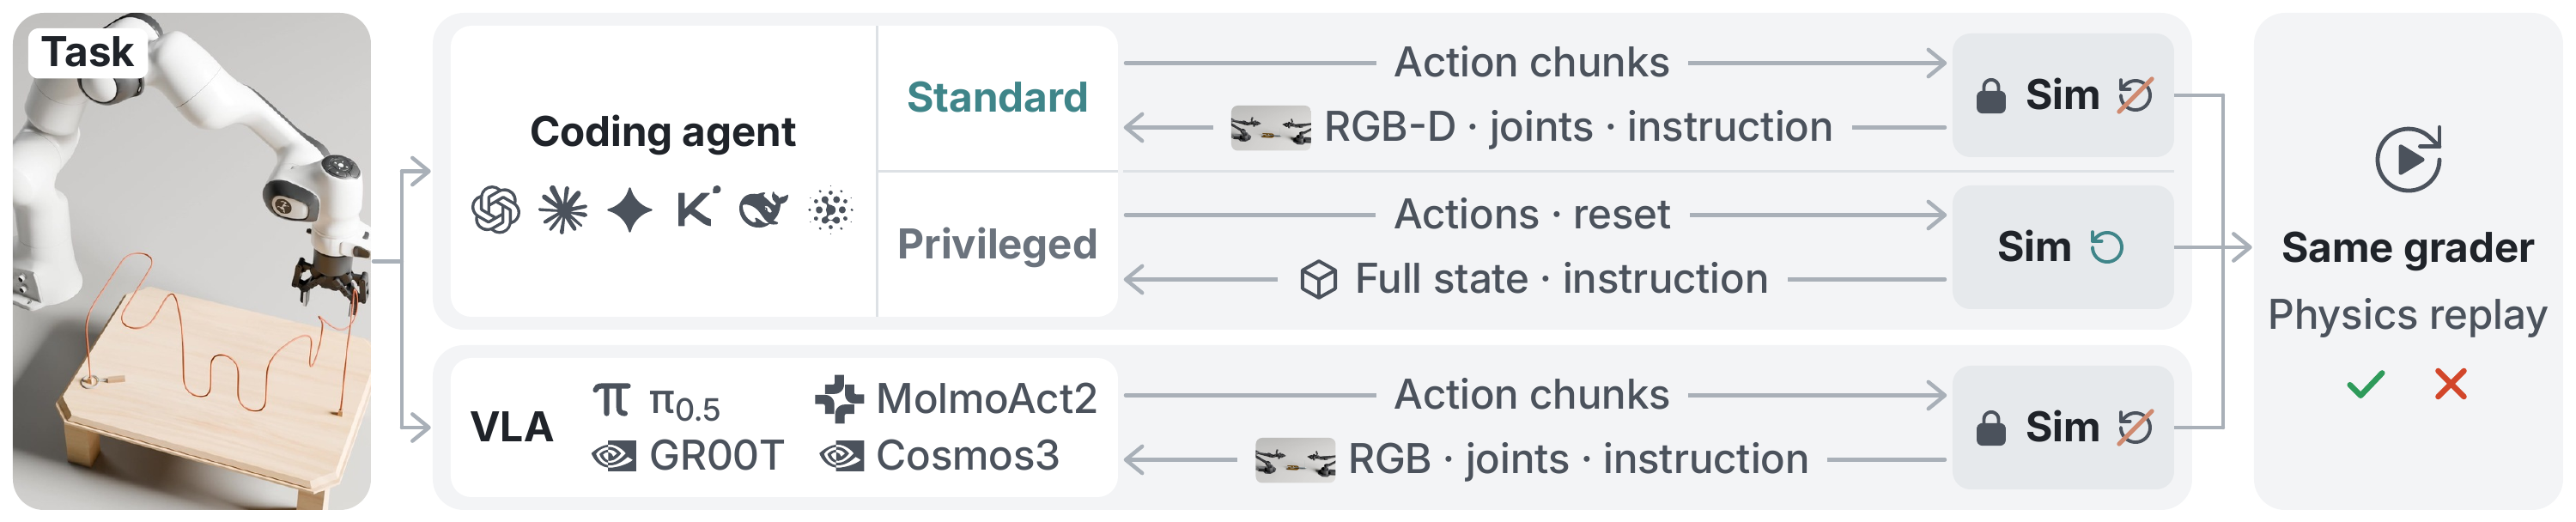 Task
Coding agent
Standard
Privileged
Action chunks
RGB-D · joints · instruction
Sim
Actions · reset
Full state · instruction
Sim
VLA
π0.5
MolmoAct2
GR00T
Cosmos3
Action chunks
RGB · joints · instruction
Sim
Same grader
Physics replay